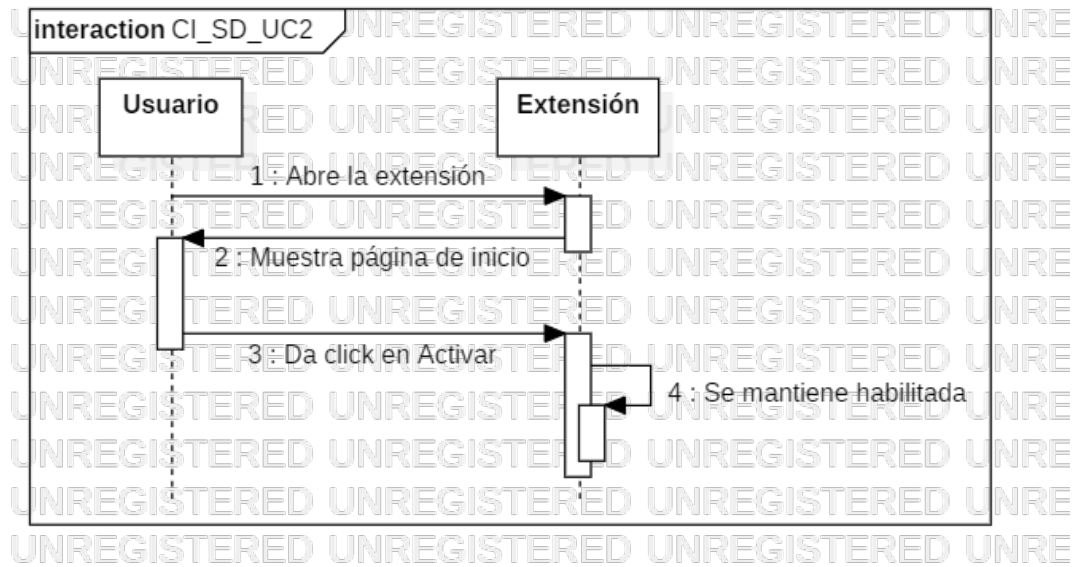 interaction CI_SD_UC2
Usuario
Extensión
1 : Abre la extensión
2 : Muestra página de inicio
3 : Da click en Activar
4 : Se mantiene habilitada
UNREGISTERED UNREGISTERED UNREGISTERED UNRE